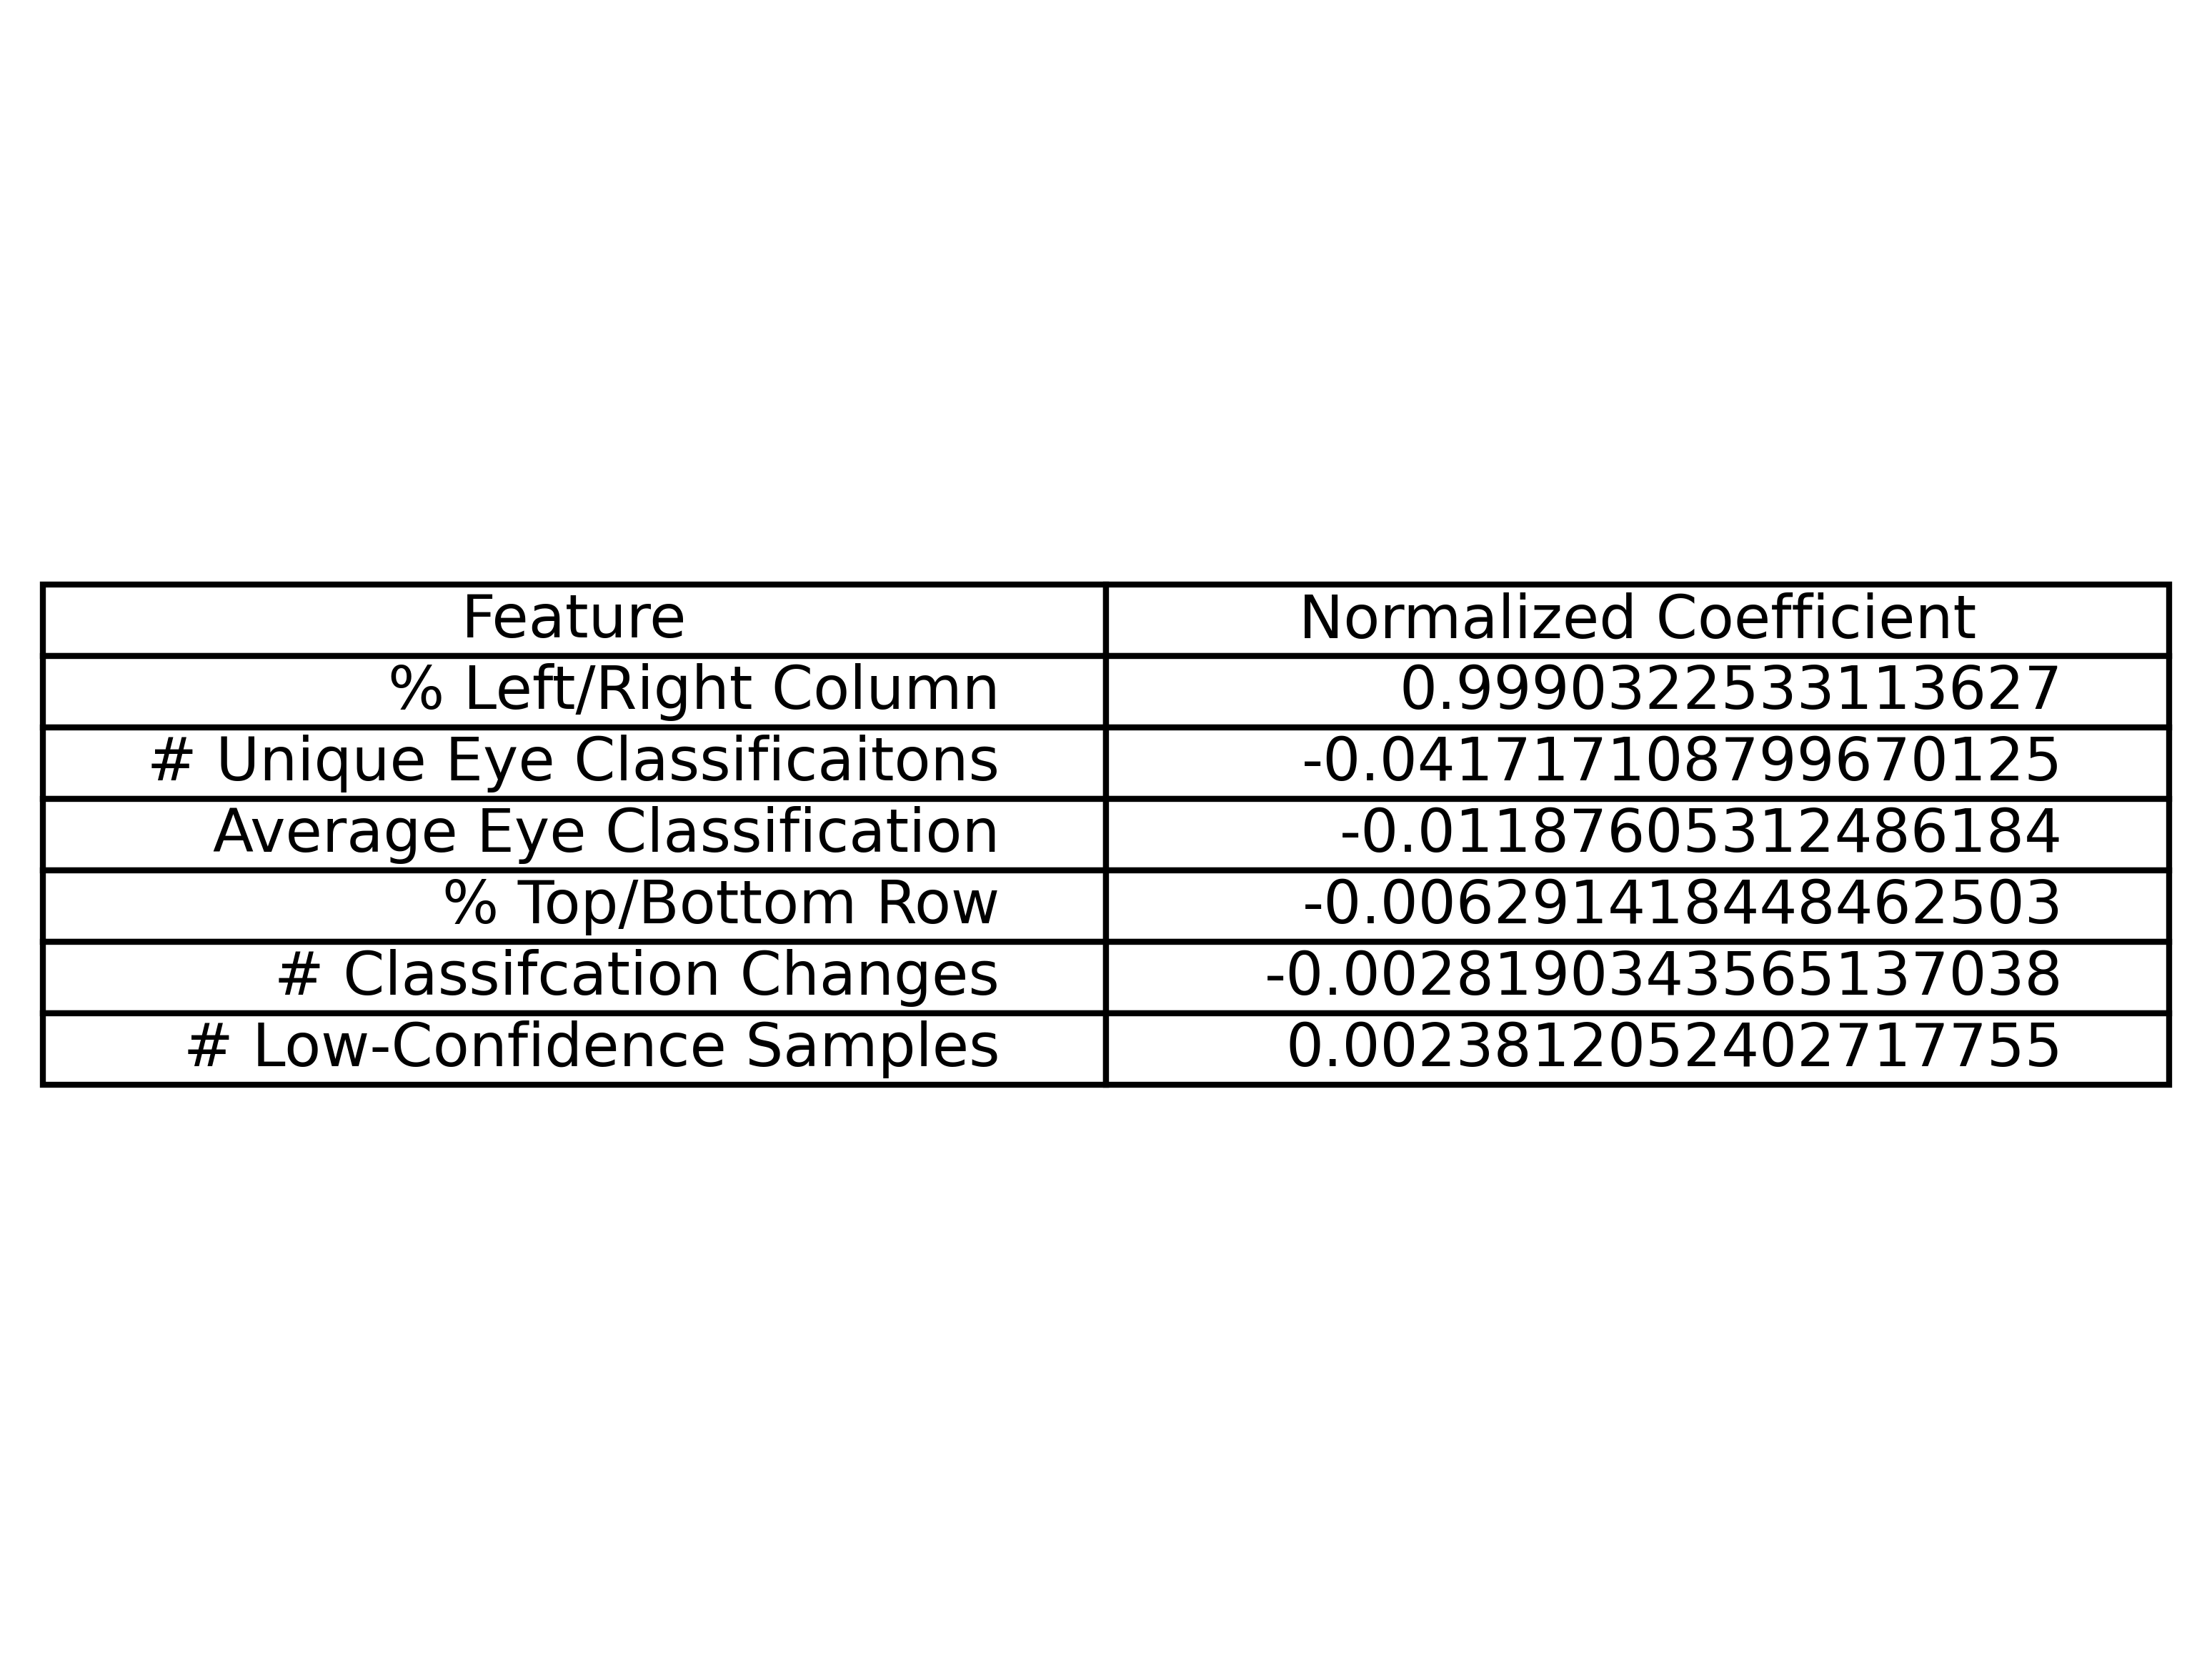 Feature Normalized Coefficient
% Left/Right Column 0.9990322533113627
# Unique Eye Classificaitons -0.041717108799670125
Average Eye Classification -0.01187605312486184
% Top/Bottom Row -0.006291418448462503
# Classifcation Changes -0.0028190343565137038
# Low-Confidence Samples 0.0023812052402717755